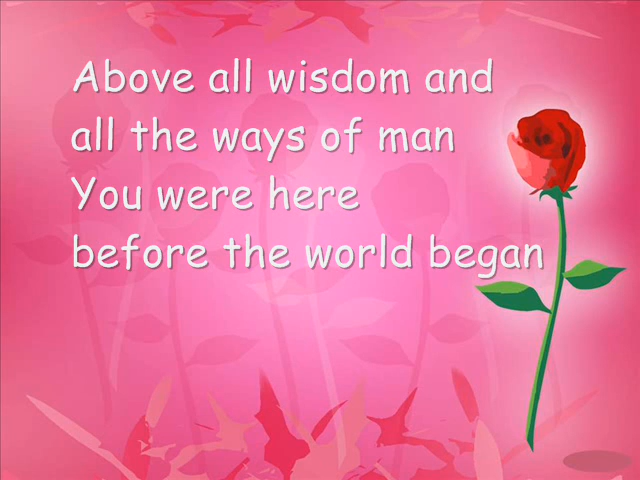 Above all wisdom and
all the ways of man
You were here
before the world began